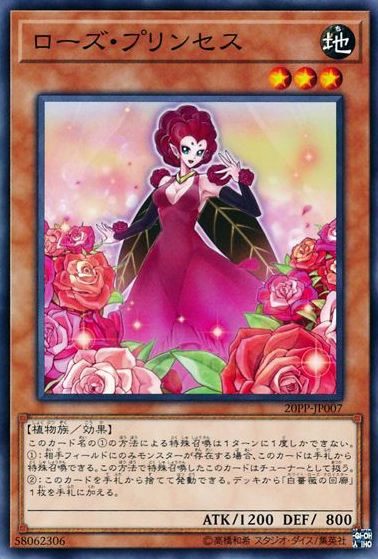 ローズ・プリンセス
地
20PP-JP007
【植物族/効果】
このカード名の①の方法による特殊召喚は1ターンに1度しかできない。
①:相手フィールドにのみモンスターが存在する場合、このカードは手札から
特殊召喚できる。この方法で特殊召喚したこのカードはチューナーとして扱う。
②:このカードを手札から捨てて発動できる。デッキから「白薔薇の回廊」
1枚を手札に加える。
ATK/1200 DEF/ 800
58062306
©高橋和希 スタジオ・ダイス/集英社